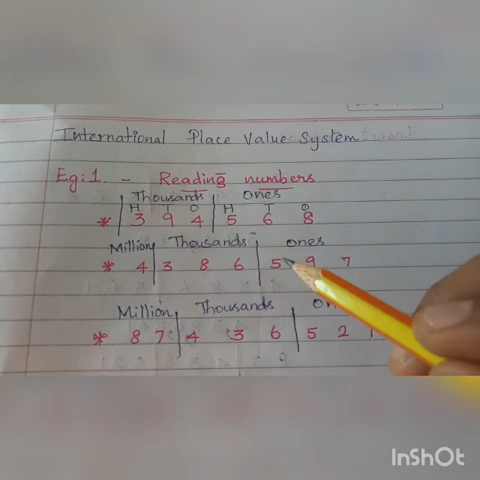 International Place Value System
Eg:1 - Reading numbers
Thousands Ones
H T O H T O
* 3 9 4 5 6 8
Million Thousands ones
* 4 3 8 6 5 9 7
Million Thousands
* 8 7 4 3 6 5 2
InShOt